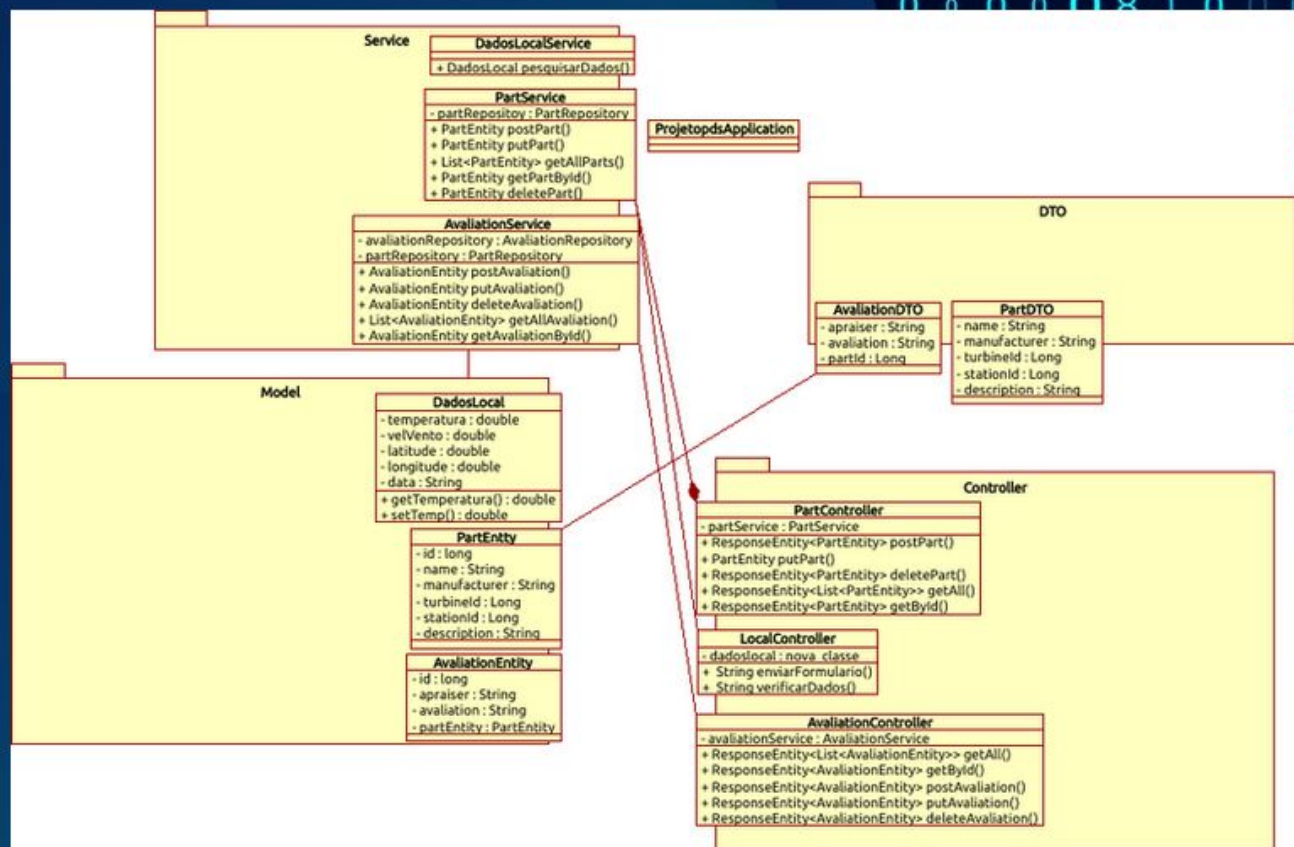 Service
DadosLocalService
+ DadosLocal pesquisarDados()
PartService
- partRepositoy : PartRepository
+ PartEntity postPart()
+ PartEntity putPart()
+ List<PartEntity> getAllParts()
+ PartEntity getPartById()
+ PartEntity deletePart()
AvaliationService
- avaliationRepository : AvaliationRepository
- partRepository : PartRepository
+ AvaliationEntity postAvaliation()
+ AvaliationEntity putAvaliation()
+ AvaliationEntity deleteAvaliation()
+ List<AvaliationEntity> getAllAvaliation()
+ AvaliationEntity getAvaliationById()
ProjetopdsApplication
DTO
AvaliationDTO
- apraiser : String
- avaliation : String
- partId : Long
PartDTO
- name : String
- manufacturer : String
- turbineId : Long
- stationId : Long
- description : String
Model
DadosLocal
- temperatura : double
- velVento : double
- latitude : double
- longitude : double
- data : String
+ getTemperatura() : double
+ setTemp() : double
PartEntty
- id : long
- name : String
- manufacturer : String
- turbineId : Long
- stationId : Long
- description : String
AvaliationEntity
- id : long
- apraiser : String
- avaliation : String
- partEntity : PartEntity
Controller
PartController
- partService : PartService
+ ResponseEntity<PartEntity> postPart()
+ PartEntity putPart()
+ ResponseEntity<PartEntity> deletePart()
+ ResponseEntity<List<PartEntity>> getAll()
+ ResponseEntity<PartEntity> getById()
LocalController
- dadoslocal : nova_classe
+ String enviarFormulario()
+ String verificarDados()
AvaliationController
- avaliationService : AvaliationService
+ ResponseEntity<List<AvaliationEntity>> getAll()
+ ResponseEntity<AvaliationEntity> getById()
+ ResponseEntity<AvaliationEntity> postAvaliation()
+ ResponseEntity<AvaliationEntity> putAvaliation()
+ ResponseEntity<AvaliationEntity> deleteAvaliation()